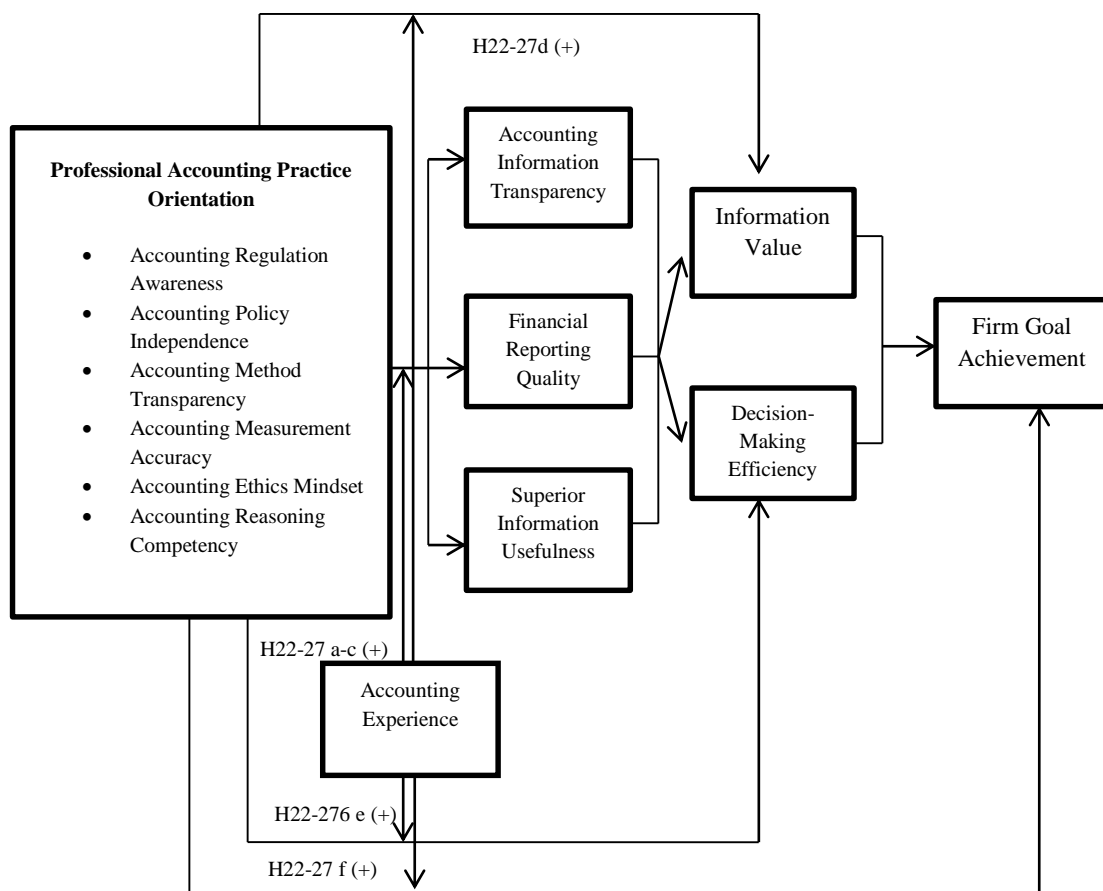 H22-27d (+)
Professional Accounting Practice
Orientation
• Accounting Regulation
Awareness
• Accounting Policy
Independence
• Accounting Method
Transparency
• Accounting Measurement
Accuracy
• Accounting Ethics Mindset
• Accounting Reasoning
Competency
Accounting
Information
Transparency
Financial
Reporting
Quality
Superior
Information
Usefulness
Information
Value
Decision-
Making
Efficiency
Firm Goal
Achievement
H22-27 a-c (+)
Accounting
Experience
H22-276 e (+)
H22-27 f (+)